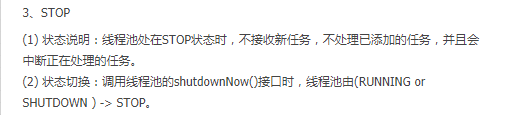 3、STOP
(1) 状态说明：线程池处在STOP状态时，不接收新任务，不处理已添加的任务，并且会
中断正在处理的任务。
(2) 状态切换：调用线程池的shutdownNow()接口时，线程池由(RUNNING or
SHUTDOWN ) -> STOP。